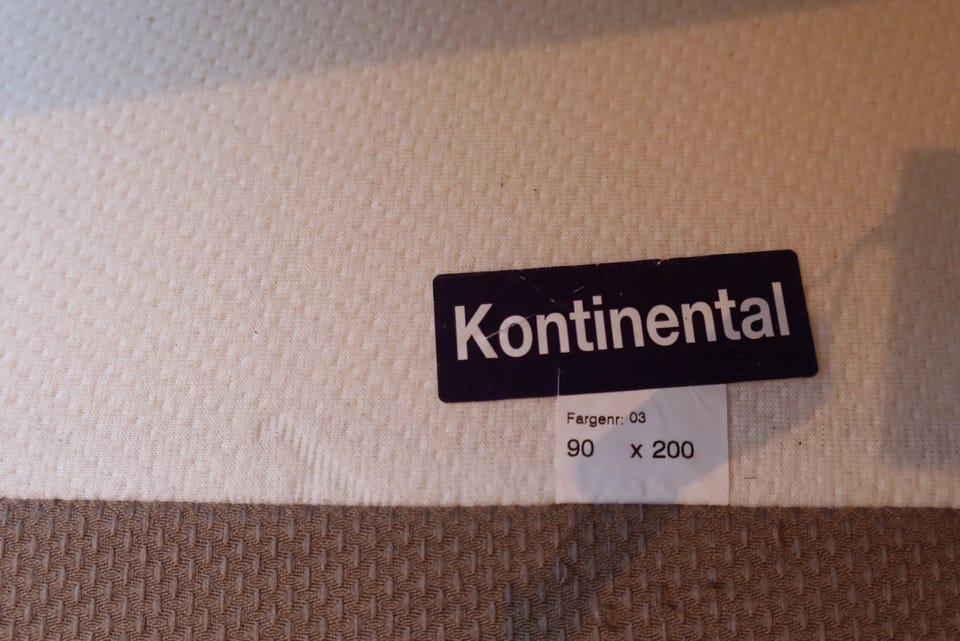 Kontinental
Fargenr: 03
90 x 200